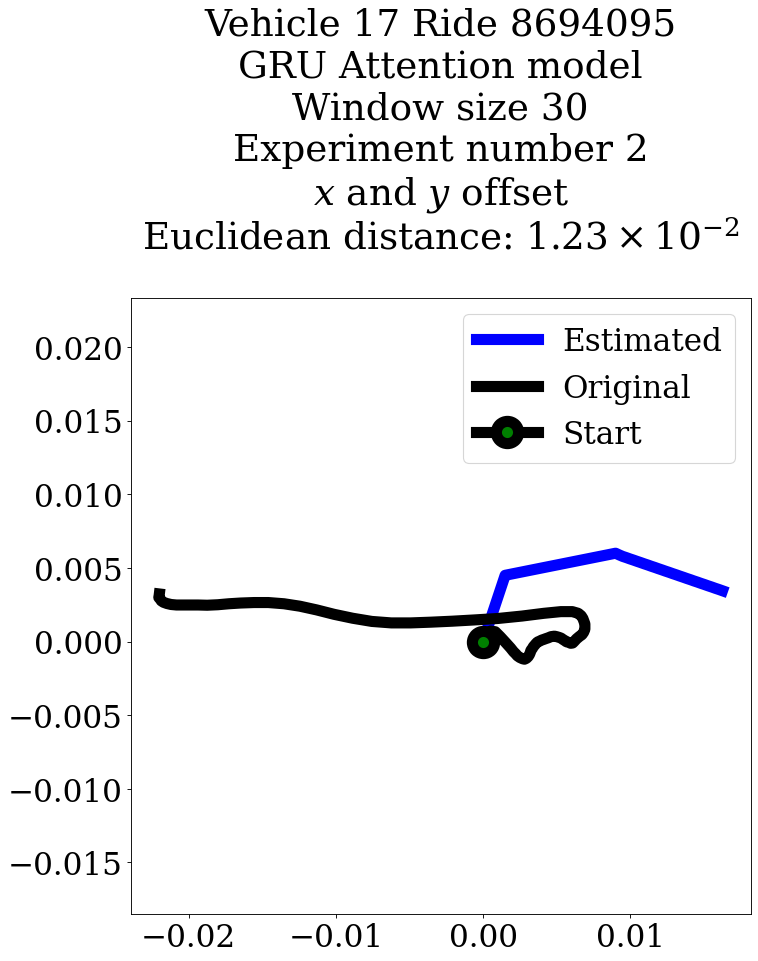 Vehicle 17 Ride 8694095
GRU Attention model
Window size 30
Experiment number 2
x and y offset
Euclidean distance: 1.23 × 10⁻²
Estimated
Original
Start
0.020
0.015
0.010
0.005
0.000
−0.005
−0.010
−0.015
−0.02 −0.01 0.00 0.01